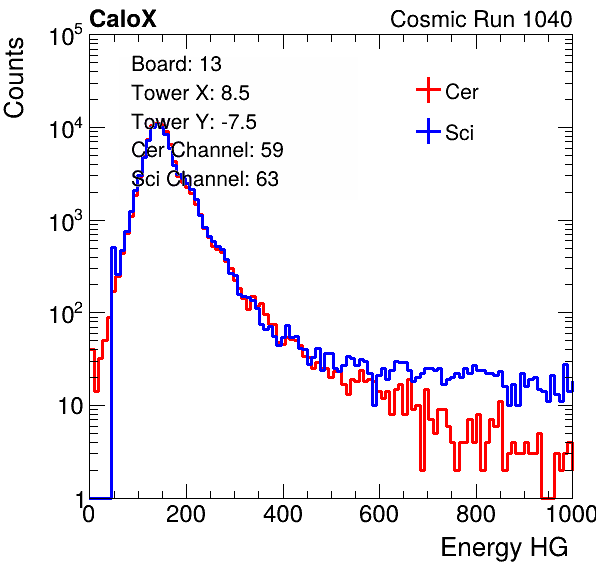 CaloX
Cosmic Run 1040
Counts
10^5
10^4
10^3
10^2
10
1
Board: 13
Tower X: 8.5
Tower Y: -7.5
Cer Channel: 59
Sci Channel: 63
Cer
Sci
0 200 400 600 800 1000
Energy HG